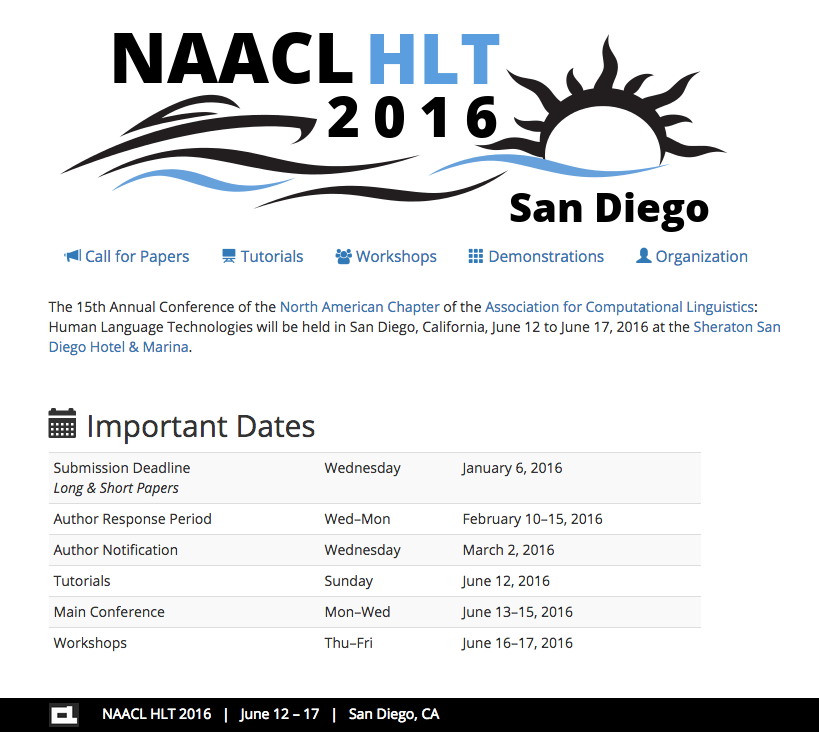 NAACL HLT
2016
San Diego
Call for Papers Tutorials Workshops Demonstrations Organization
The 15th Annual Conference of the North American Chapter of the Association for Computational Linguistics:
Human Language Technologies will be held in San Diego, California, June 12 to June 17, 2016 at the Sheraton San
Diego Hotel & Marina.
Important Dates
Submission Deadline Wednesday January 6, 2016
Long & Short Papers
Author Response Period Wed–Mon February 10–15, 2016
Author Notification Wednesday March 2, 2016
Tutorials Sunday June 12, 2016
Main Conference Mon–Wed June 13–15, 2016
Workshops Thu–Fri June 16–17, 2016
NAACL HLT 2016 | June 12 – 17 | San Diego, CA